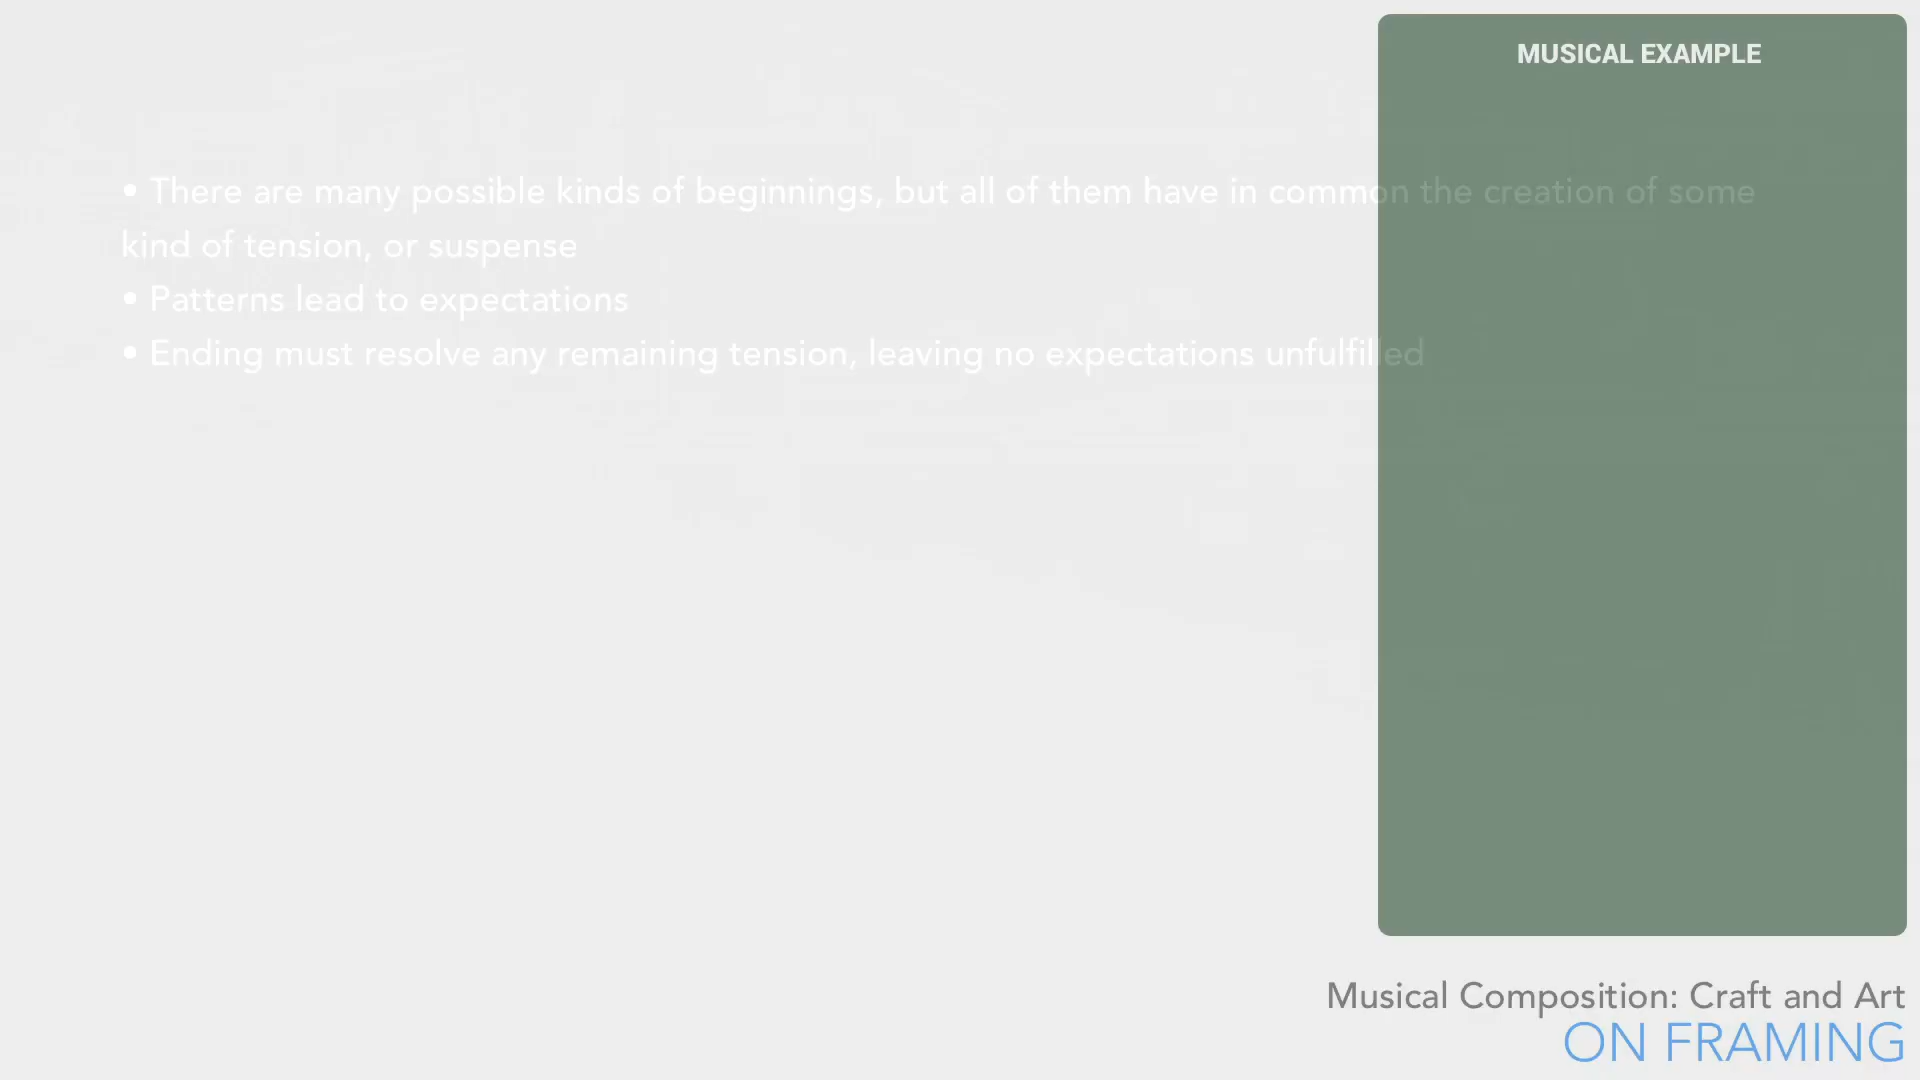 MUSICAL EXAMPLE
• There are many possible kinds of beginnings, but all of them have in common the creation of some
kind of tension, or suspense
• Patterns lead to expectations
• Ending must resolve any remaining tension, leaving no expectations unfulfilled
Musical Composition: Craft and Art
ON FRAMING